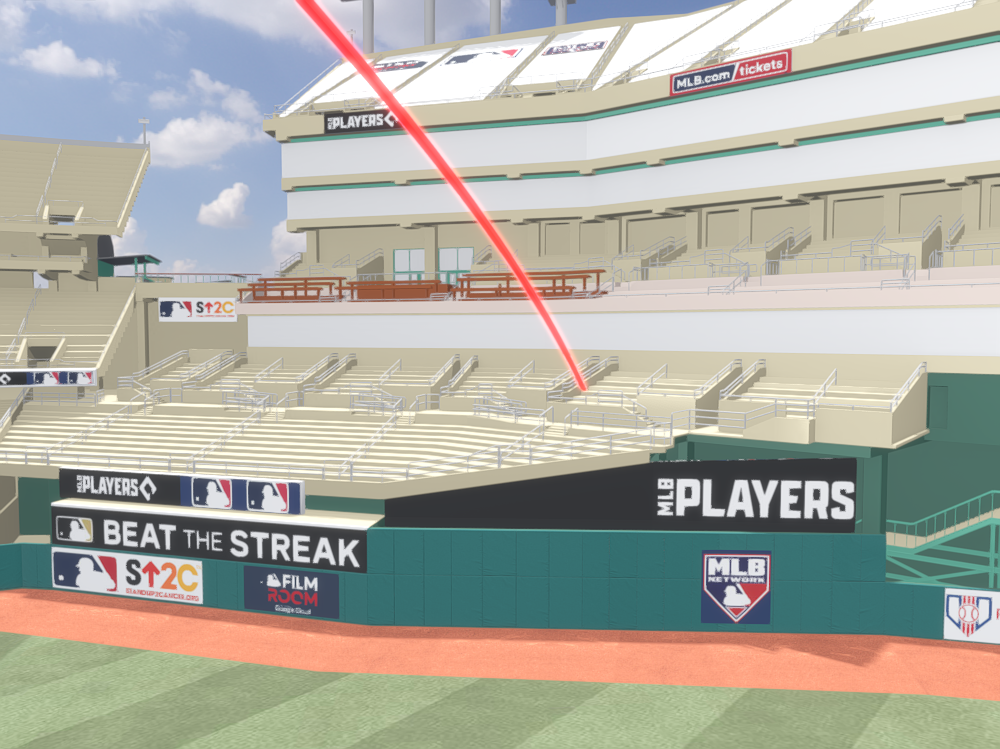 MLB.com/tickets
MLB PLAYERS
S↑2C
MLB PLAYERS
MLB PLAYERS
BEAT THE STREAK
S↑2C
STANDUP2CANCER.ORG
FILM
ROOM
Google Cloud
MLB
NETWORK